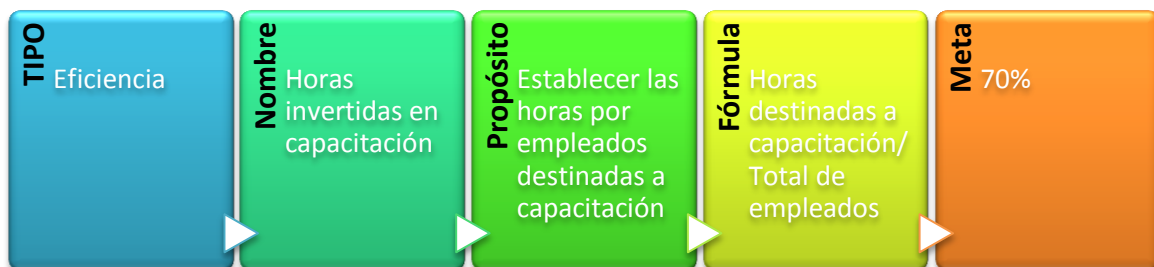 TIPO
Eficiencia
Nombre
Horas
invertidas en
capacitación
Propósito
Establecer las
horas por
empleados
destinadas a
capacitación
Fórmula
Horas
destinadas a
capacitación/
Total de
empleados
Meta
70%